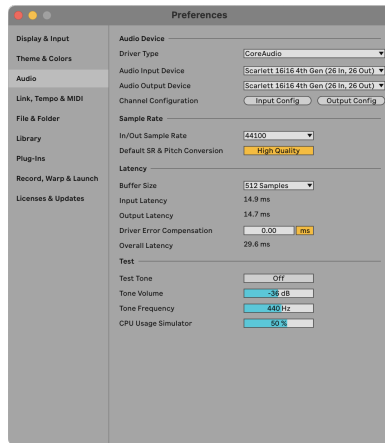 Preferences
Display & Input
Theme & Colors
Audio
Link, Tempo & MIDI
File & Folder
Library
Plug-Ins
Record, Warp & Launch
Licenses & Updates
Audio Device
Driver Type CoreAudio
Audio Input Device Scarlett 16i16 4th Gen (26 In, 26 Out)
Audio Output Device Scarlett 16i16 4th Gen (26 In, 26 Out)
Channel Configuration Input Config Output Config
Sample Rate
In/Out Sample Rate 44100
Default SR & Pitch Conversion High Quality
Latency
Buffer Size 512 Samples
Input Latency 14.9 ms
Output Latency 14.7 ms
Driver Error Compensation 0.00 ms
Overall Latency 29.6 ms
Test
Test Tone Off
Tone Volume -36 dB
Tone Frequency 440 Hz
CPU Usage Simulator 50 %